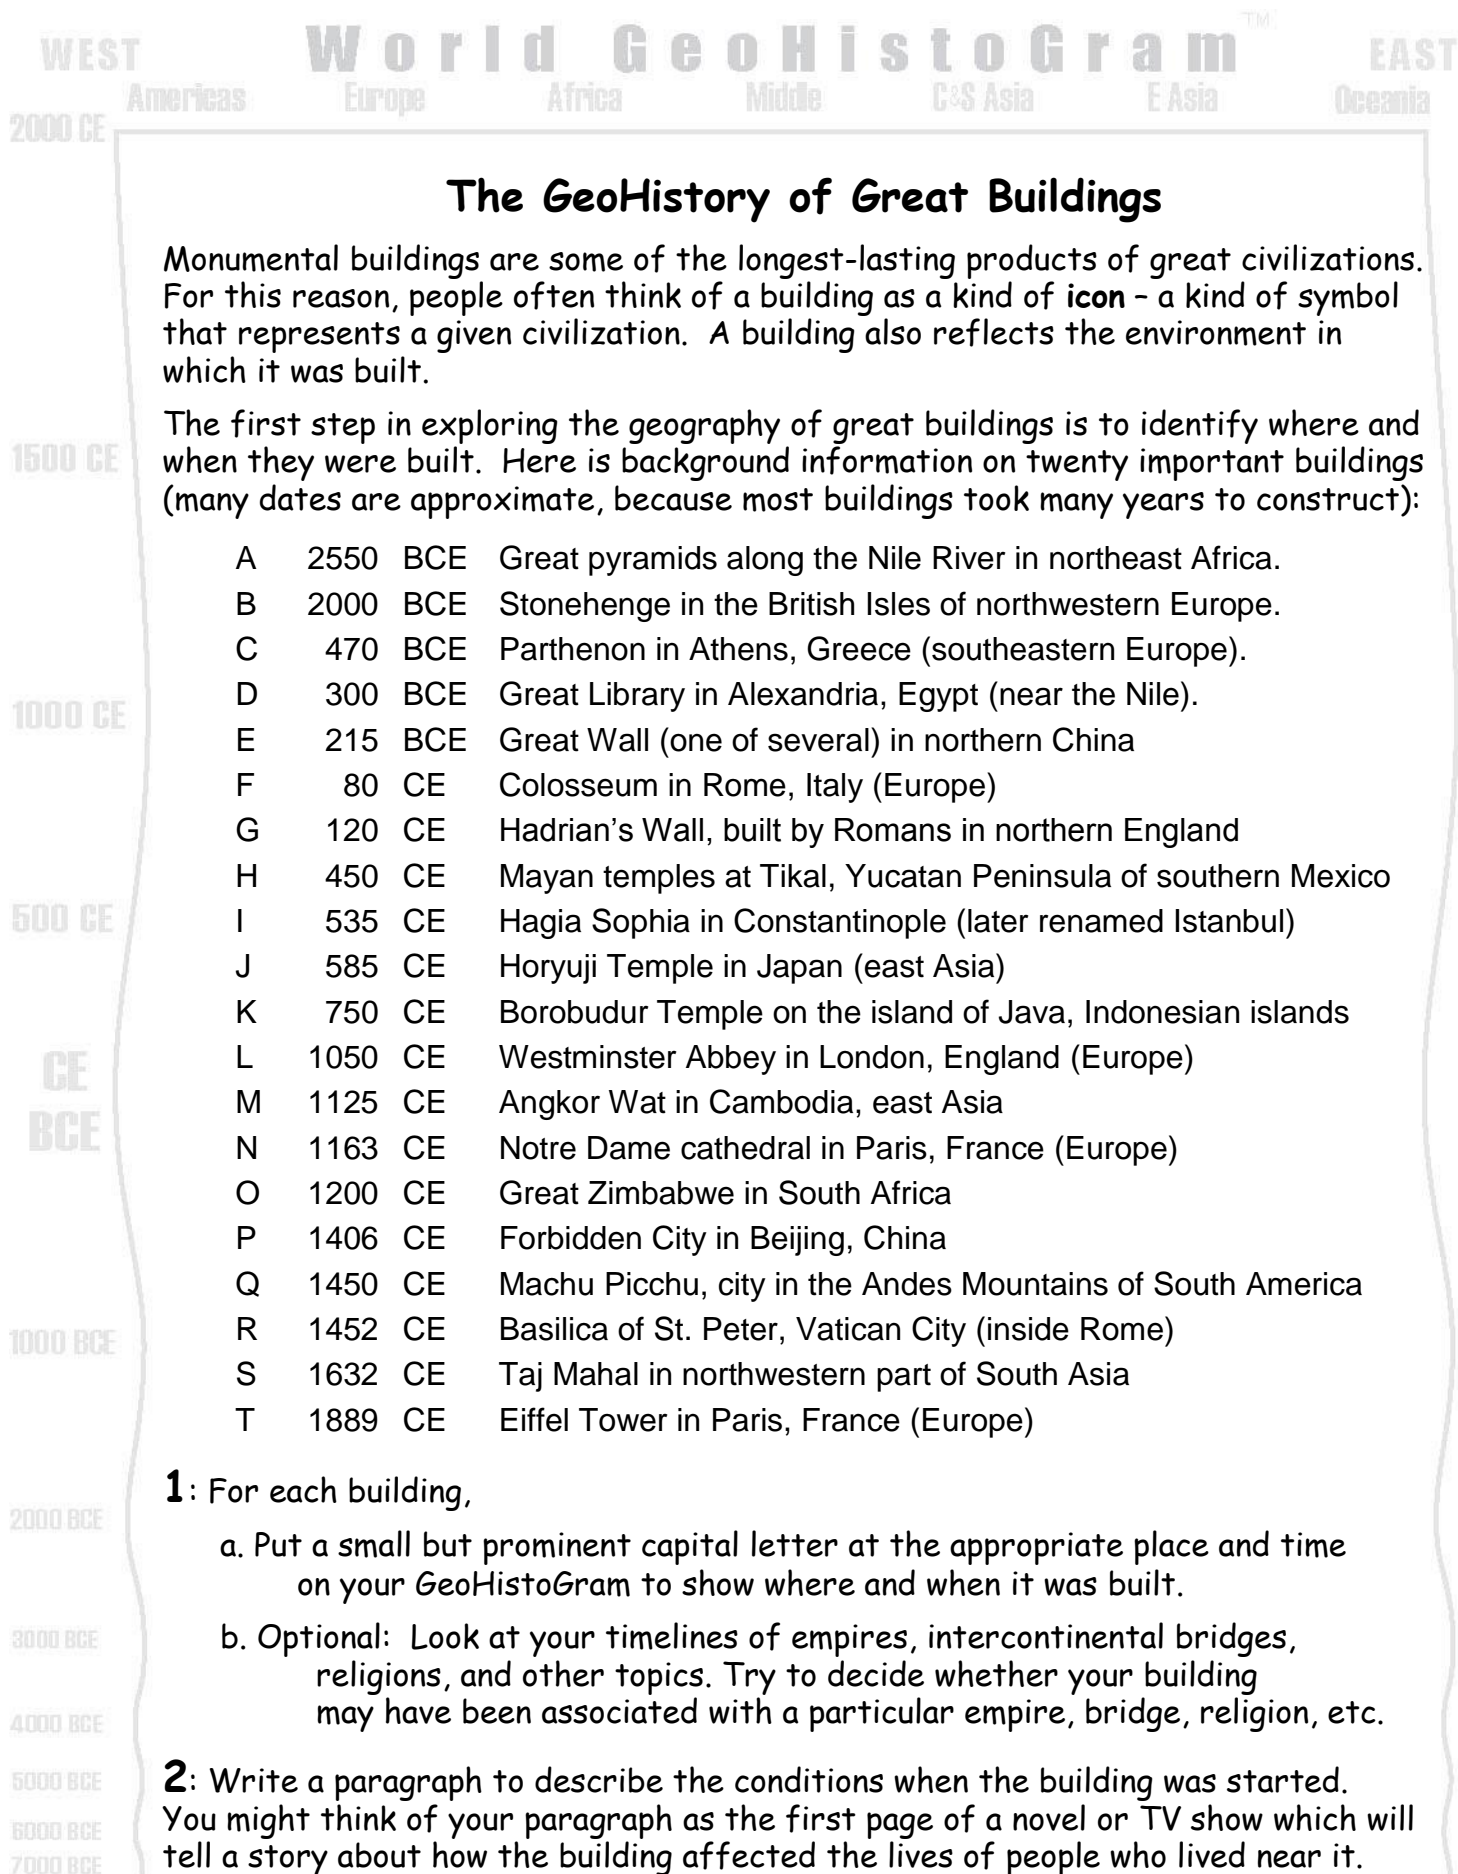 World GeoHistoGram™
WEST EAST
Americas Europe Africa Middle C&S Asia E Asia Oceania
2000 CE
The GeoHistory of Great Buildings
Monumental buildings are some of the longest-lasting products of great civilizations.
For this reason, people often think of a building as a kind of icon – a kind of symbol
that represents a given civilization. A building also reflects the environment in
which it was built.
The first step in exploring the geography of great buildings is to identify where and
1500 CE
when they were built. Here is background information on twenty important buildings
(many dates are approximate, because most buildings took many years to construct):
A 2550 BCE Great pyramids along the Nile River in northeast Africa.
B 2000 BCE Stonehenge in the British Isles of northwestern Europe.
C 470 BCE Parthenon in Athens, Greece (southeastern Europe).
D 300 BCE Great Library in Alexandria, Egypt (near the Nile).
1000 CE
E 215 BCE Great Wall (one of several) in northern China
F 80 CE Colosseum in Rome, Italy (Europe)
G 120 CE Hadrian's Wall, built by Romans in northern England
H 450 CE Mayan temples at Tikal, Yucatan Peninsula of southern Mexico
500 CE
I 535 CE Hagia Sophia in Constantinople (later renamed Istanbul)
J 585 CE Horyuji Temple in Japan (east Asia)
K 750 CE Borobudur Temple on the island of Java, Indonesian islands
L 1050 CE Westminster Abbey in London, England (Europe)
CE
M 1125 CE Angkor Wat in Cambodia, east Asia
BCE
N 1163 CE Notre Dame cathedral in Paris, France (Europe)
O 1200 CE Great Zimbabwe in South Africa
P 1406 CE Forbidden City in Beijing, China
Q 1450 CE Machu Picchu, city in the Andes Mountains of South America
R 1452 CE Basilica of St. Peter, Vatican City (inside Rome)
1000 BCE
S 1632 CE Taj Mahal in northwestern part of South Asia
T 1889 CE Eiffel Tower in Paris, France (Europe)
1: For each building,
2000 BCE
a. Put a small but prominent capital letter at the appropriate place and time
on your GeoHistoGram to show where and when it was built.
3000 BCE
b. Optional: Look at your timelines of empires, intercontinental bridges,
religions, and other topics. Try to decide whether your building
may have been associated with a particular empire, bridge, religion, etc.
4000 BCE
5000 BCE
2: Write a paragraph to describe the conditions when the building was started.
You might think of your paragraph as the first page of a novel or TV show which will
6000 BCE
tell a story about how the building affected the lives of people who lived near it.
7000 BCE